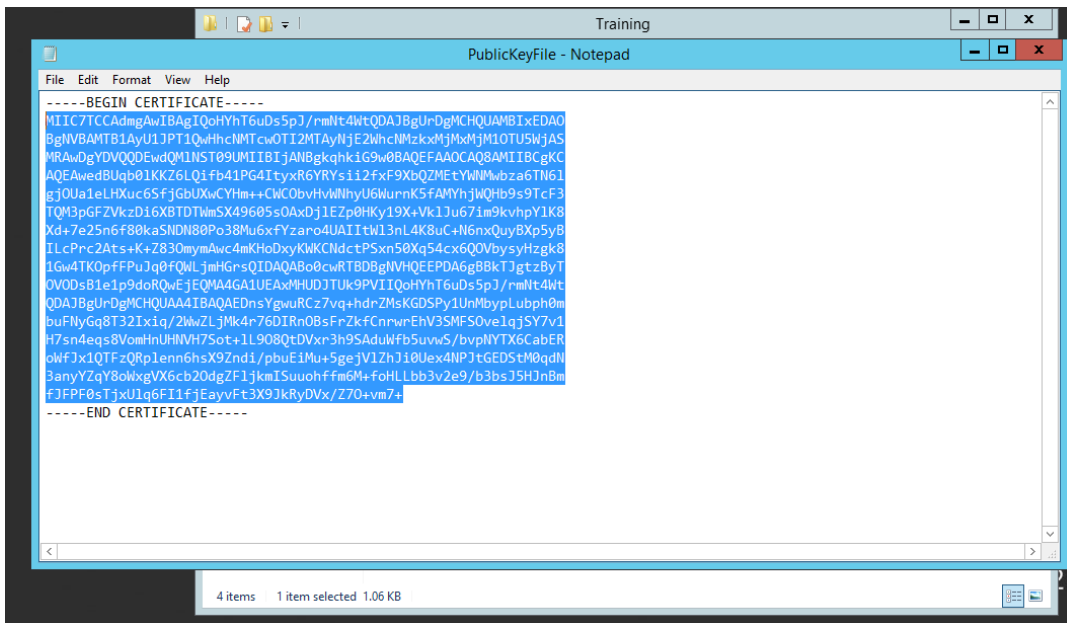 Training
PublicKeyFile - Notepad
File Edit Format View Help
-----BEGIN CERTIFICATE-----
MIIC7TCCAdmgAwIBAgIQoHYhT6uDs5pJ/rmNt4WtQDAJBgUrDgMCHQUAMBIxEDAO
BgNVBAMTB1AyU1JPT1QwHhcNMTcwOTI2MTAyNjE2WhcNMzkxMjMxMjM1OTU5WjAS
MRAwDgYDVQQDEwdQMlNST09UMIIBIjANBgkqhkiG9w0BAQEFAAOCAQ8AMIIBCgKC
AQEAwedBUqb0lKKZ6LQifb41PG4ItyxR6YRYsii2fxF9XbQZMEtYWNMwbza6TN6l
gjOUa1eLHXuc6SfjGbUXwCYHm++CWCObvHvWNhyU6WurnK5fAMYhjWQHb9s9TcF3
TQM3pGFZVkzDi6XBTDTWmSX49605sOAxDjlEZp0HKy19X+VklJu67im9kvhpYlK8
Xd+7e25n6f80kaSNDN80Po38Mu6xfYzaro4UAIItWl3nL4K8uC+N6nxQuyBXp5yB
ILcPrc2Ats+K+Z83OmymAwc4mKHoDxyKWKCNdctPSxn50Xq54cx6QOVbysyHzgk8
1Gw4TKOpfFPuJq0fQWLjmHGrsQIDAQABo0cwRTBDBgNVHQEEPDA6gBBkTJgtzByT
OVODsB1e1p9doRQwEjEQMA4GA1UEAxMHUDJTUk9PVIIQoHYhT6uDs5pJ/rmNt4Wt
QDAJBgUrDgMCHQUAA4IBAQAEDnsYgwuRCz7vq+hdrZMsKGDSPy1UnMbypLubph0m
buFNyGq8T32Ixiq/2WwZLjMk4r76DIRnOBsFrZkfCnrwrEhV3SMFSOvelqjSY7v1
H7sn4eqs8VomHnUHNVH7Sot+lL9O8QtDVxr3h9SAduWfb5uvwS/bvpNYTX6CabER
oWfJx1QTFzQRplenn6hsX9Zndi/pbuEiMu+5gejVlZhJi0Uex4NPJtGEDStM0qdN
3anyYZqY8oWxgVX6cb2OdgZFljkmISuuohffm6M+foHLLbb3v2e9/b3bsJ5HJnBm
fJFPF0sTjxUlq6FI1fjEayvFt3X9JkRyDVx/Z7O+vm7+
-----END CERTIFICATE-----
4 items 1 item selected 1.06 KB